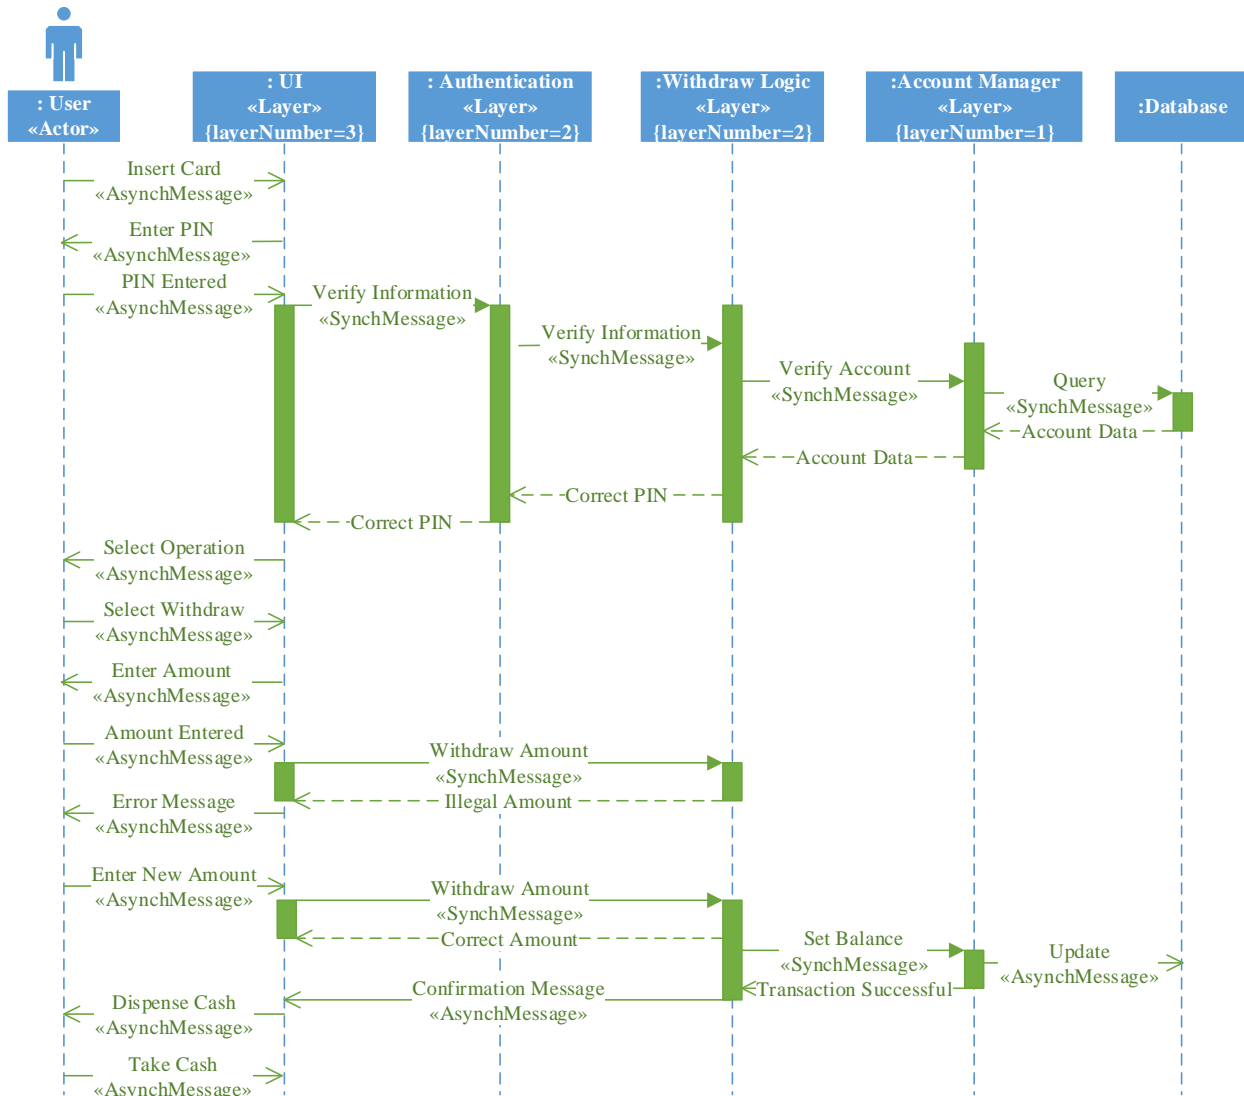 : User
«Actor»
: UI
«Layer»
{layerNumber=3}
: Authentication
«Layer»
{layerNumber=2}
:Withdraw Logic
«Layer»
{layerNumber=2}
:Account Manager
«Layer»
{layerNumber=1}
:Database
Insert Card
«AsynchMessage»
Enter PIN
«AsynchMessage»
PIN Entered
«AsynchMessage»
Verify Information
«SynchMessage»
Verify Information
«SynchMessage»
Verify Account
«SynchMessage»
Query
«SynchMessage»
Account Data
Account Data
Correct PIN
Correct PIN
Select Operation
«AsynchMessage»
Select Withdraw
«AsynchMessage»
Enter Amount
«AsynchMessage»
Amount Entered
«AsynchMessage»
Withdraw Amount
«SynchMessage»
Illegal Amount
Error Message
«AsynchMessage»
Enter New Amount
«AsynchMessage»
Withdraw Amount
«SynchMessage»
Correct Amount
Set Balance
«SynchMessage»
Update
«AsynchMessage»
Transaction Successful
Confirmation Message
«AsynchMessage»
Dispense Cash
«AsynchMessage»
Take Cash
«AsynchMessage»